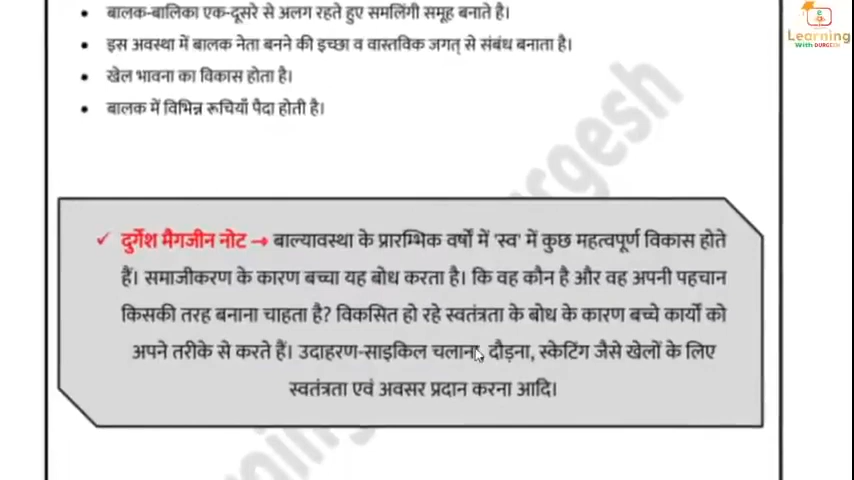 Learning
With DURGESH
• बालक-बालिका एक-दूसरे से अलग रहते हुए समलिंगी समूह बनाते है।
• इस अवस्था में बालक नेता बनने की इच्छा व वास्तविक जगत् से संबंध बनाता है।
• खेल भावना का विकास होता है।
• बालक में विभिन्न रूचियाँ पैदा होती है।
✓ दुर्गेश मैगजीन नोट → बाल्यावस्था के प्रारम्भिक वर्षों में 'स्व' में कुछ महत्वपूर्ण विकास होते
हैं। समाजीकरण के कारण बच्चा यह बोध करता है। कि वह कौन है और वह अपनी पहचान
किसकी तरह बनाना चाहता है? विकसित हो रहे स्वतंत्रता के बोध के कारण बच्चे कार्यों को
अपने तरीके से करते हैं। उदाहरण-साइकिल चलाना, दौड़ना, स्केटिंग जैसे खेलों के लिए
स्वतंत्रता एवं अवसर प्रदान करना आदि।